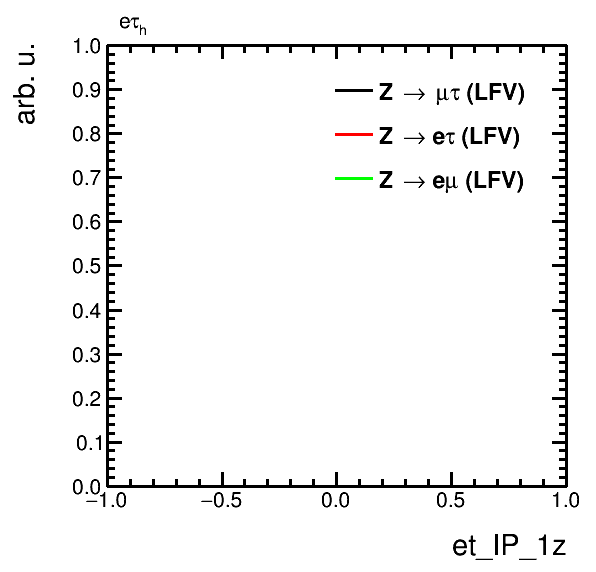 eτh
arb. u.
1.0
0.9
0.8
0.7
0.6
0.5
0.4
0.3
0.2
0.1
0.0
Z → μτ (LFV)
Z → eτ (LFV)
Z → eμ (LFV)
−1.0 −0.5 0.0 0.5 1.0
et_IP_1z